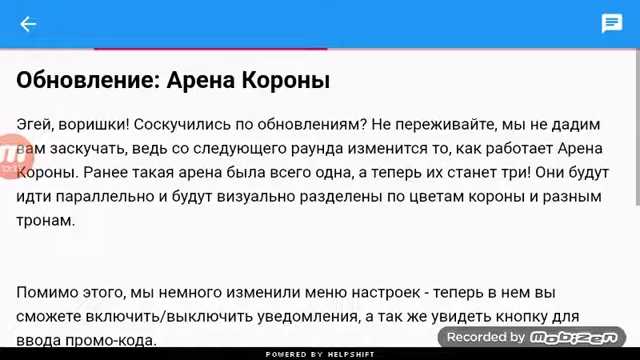 Обновление: Арена Короны
Эгей, воришки! Соскучились по обновлениям? Не переживайте, мы не дадим
вам заскучать, ведь со следующего раунда изменится то, как работает Арена
Короны. Ранее такая арена была всего одна, а теперь их станет три! Они будут
идти параллельно и будут визуально разделены по цветам короны и разным
тронам.
Помимо этого, мы немного изменили меню настроек - теперь в нем вы
сможете включить/выключить уведомления, а так же увидеть кнопку для
ввода промо-кода.
Recorded by mobizen
POWERED BY HELPSHIFT